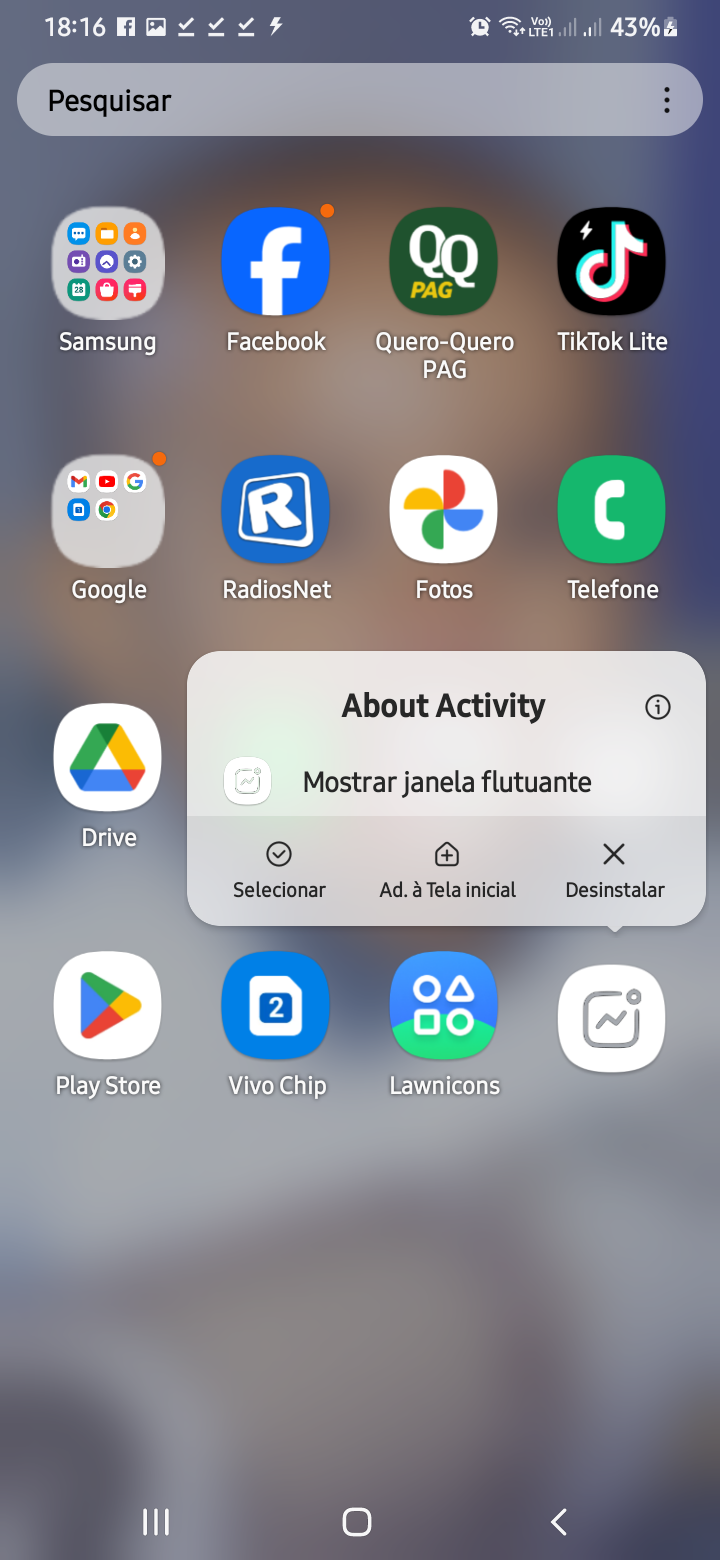 18:16
Vo))
LTE1
43%
Pesquisar
QQ
PAG
Samsung
Facebook
Quero-Quero
PAG
TikTok Lite
28
R
Google
RadiosNet
Fotos
Telefone
About Activity
Mostrar janela flutuante
Drive
Selecionar
Ad. à Tela inicial
Desinstalar
2
Play Store
Vivo Chip
Lawnicons